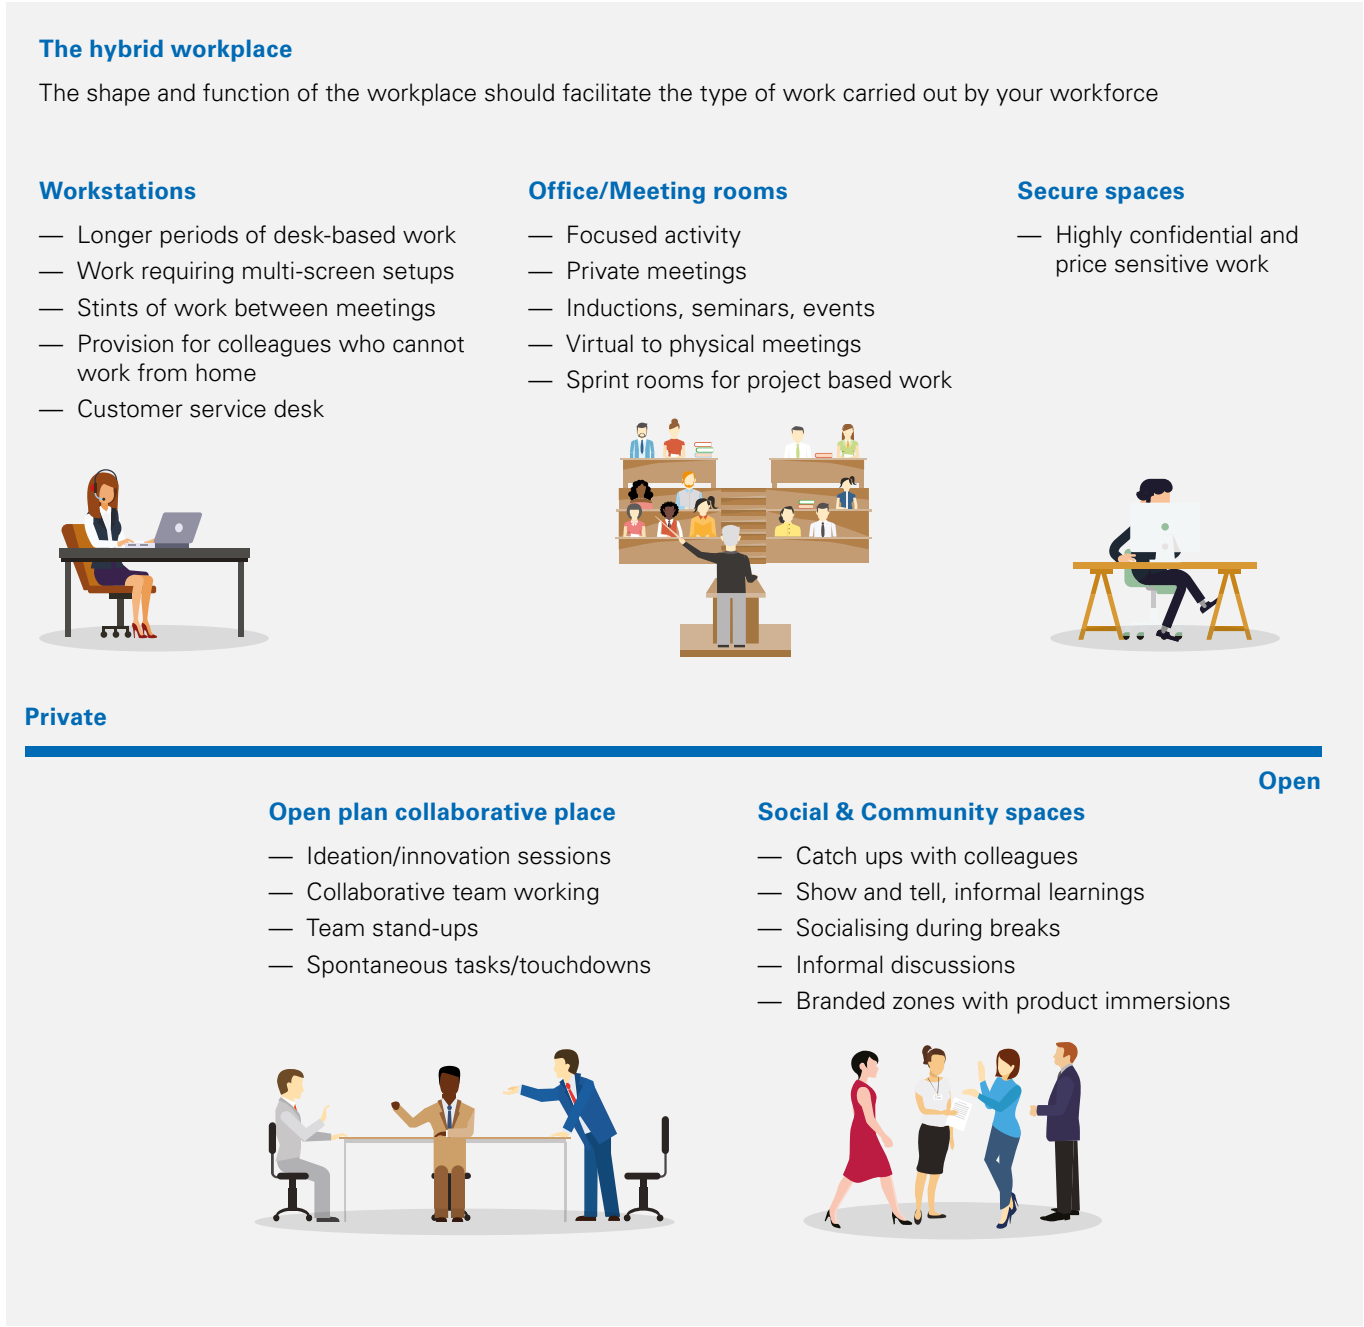 The hybrid workplace
The shape and function of the workplace should facilitate the type of work carried out by your workforce
Workstations
— Longer periods of desk-based work
— Work requiring multi-screen setups
— Stints of work between meetings
— Provision for colleagues who cannot
work from home
— Customer service desk
Office/Meeting rooms
— Focused activity
— Private meetings
— Inductions, seminars, events
— Virtual to physical meetings
— Sprint rooms for project based work
Secure spaces
— Highly confidential and
price sensitive work
Private
Open
Open plan collaborative place
— Ideation/innovation sessions
— Collaborative team working
— Team stand-ups
— Spontaneous tasks/touchdowns
Social & Community spaces
— Catch ups with colleagues
— Show and tell, informal learnings
— Socialising during breaks
— Informal discussions
— Branded zones with product immersions